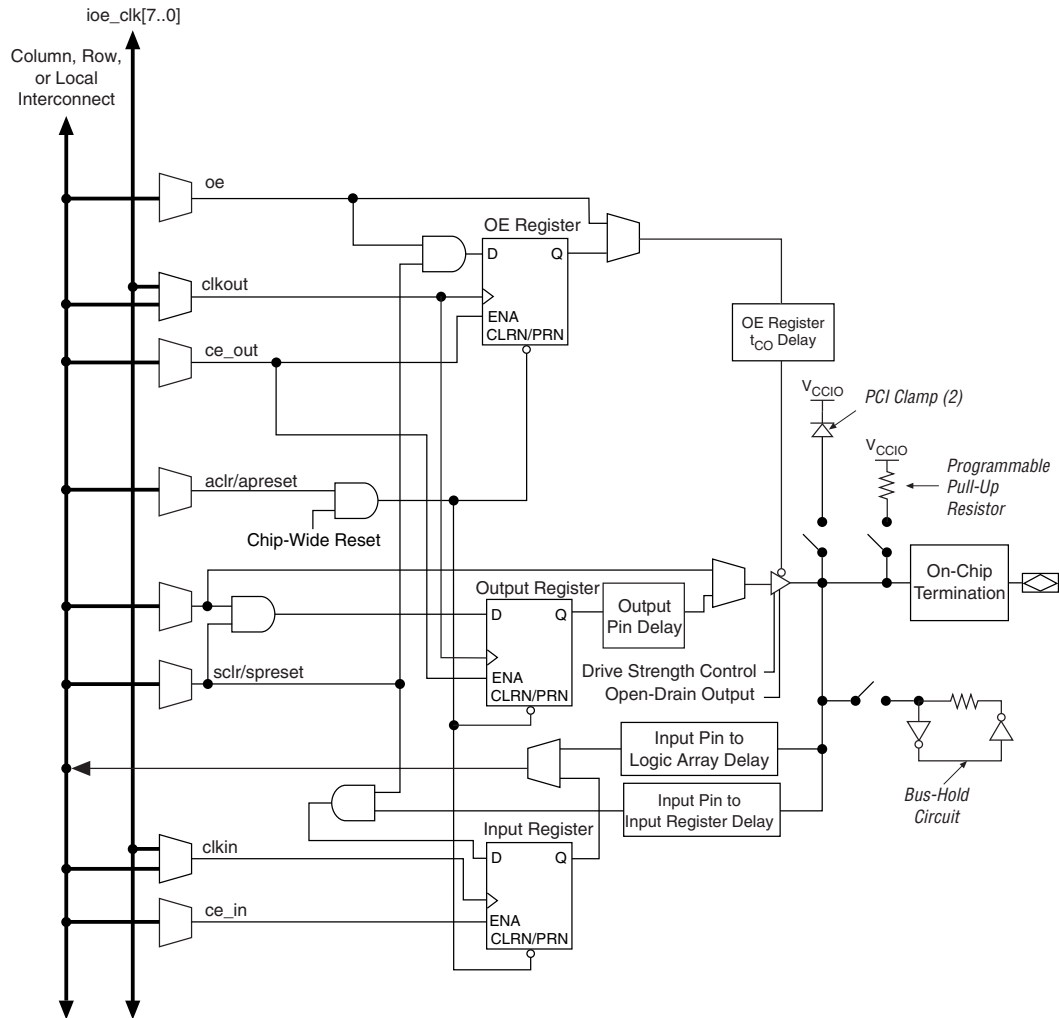 ioe_clk[7..0]
Column, Row,
or Local
Interconnect
oe
OE Register
D Q
clkout
ENA
CLRN/PRN
OE Register
tCO Delay
ce_out
VCCIO
PCI Clamp (2)
VCCIO
Programmable
Pull-Up
Resistor
aclr/apreset
Chip-Wide Reset
On-Chip
Termination
Output Register
D Q
Output
Pin Delay
ENA
CLRN/PRN
sclr/spreset
Drive Strength Control
Open-Drain Output
Input Pin to
Logic Array Delay
Input Pin to
Input Register Delay
Bus-Hold
Circuit
Input Register
D Q
clkin
ENA
CLRN/PRN
ce_in